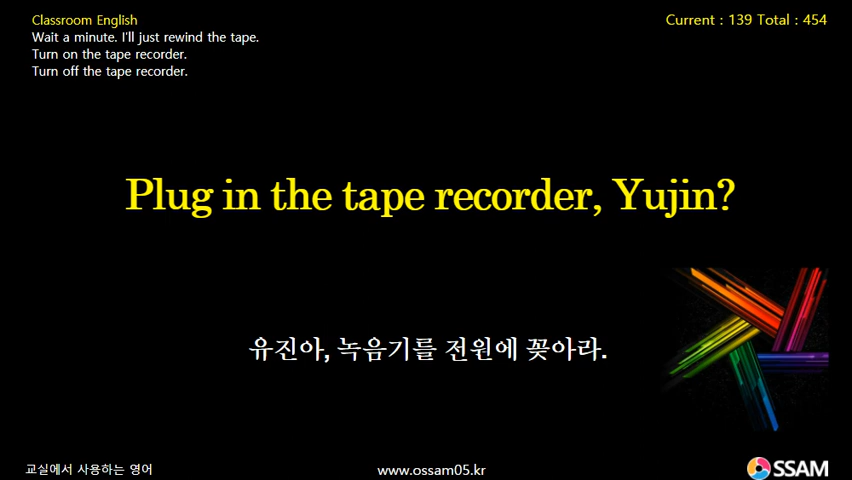 Classroom English
Current : 139 Total : 454
Wait a minute. I'll just rewind the tape.
Turn on the tape recorder.
Turn off the tape recorder.
Plug in the tape recorder, Yujin?
유진아, 녹음기를 전원에 꽂아라.
교실에서 사용하는 영어
www.ossam05.kr
OSSAM